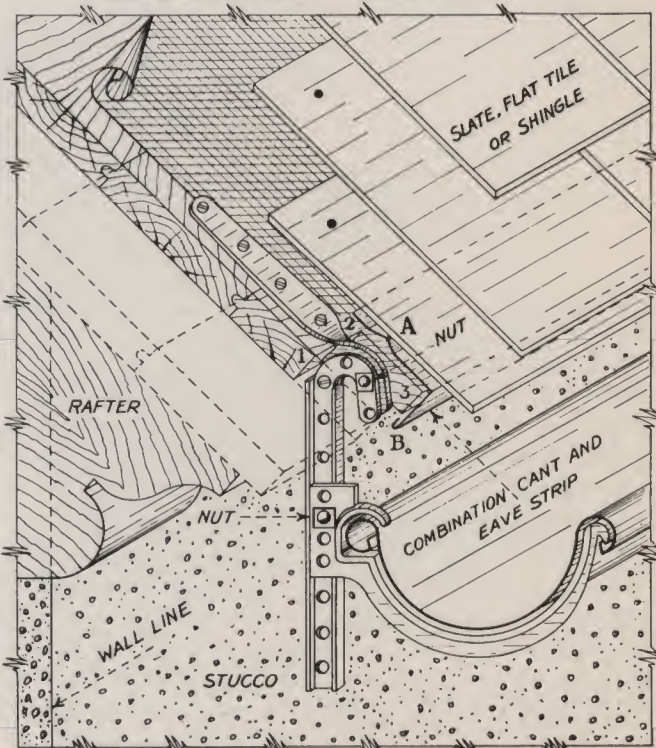 SLATE, FLAT TILE
OR SHINGLE
2
A
NUT
1
3
RAFTER
B
COMBINATION CANT AND
EAVE STRIP
NUT
WALL LINE
STUCCO